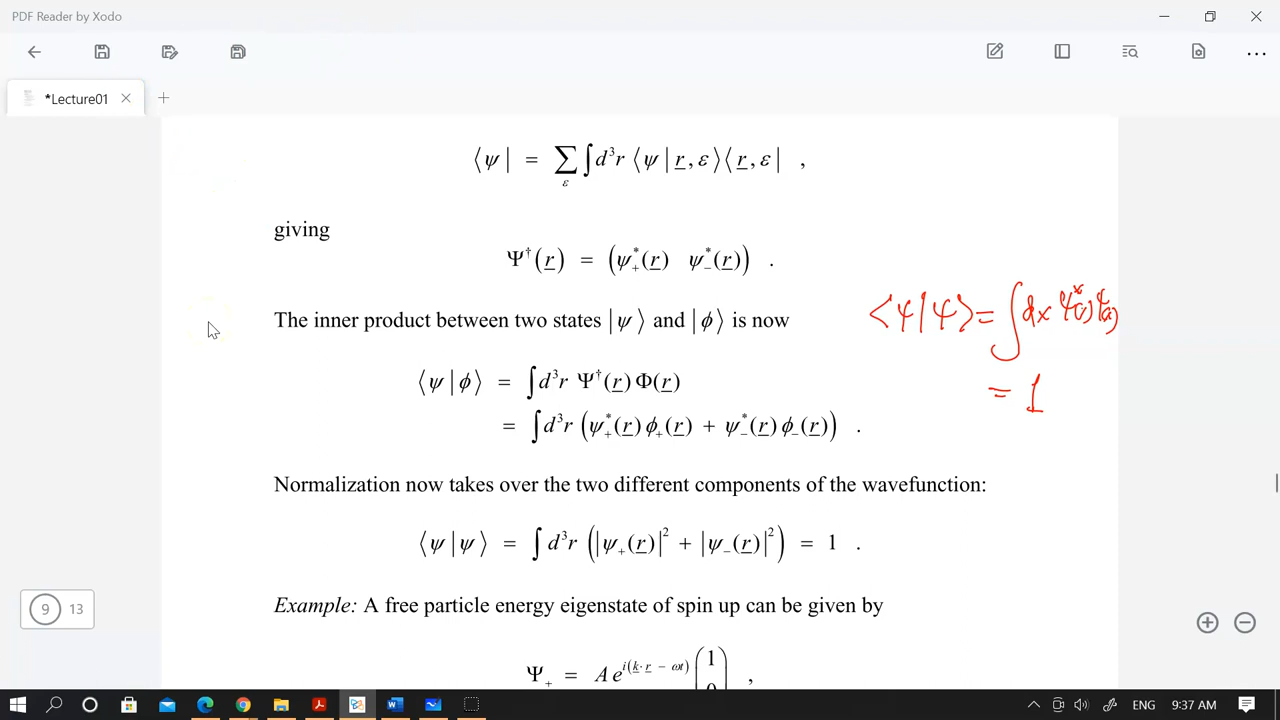 PDF Reader by Xodo
*Lecture01
⟨ψ| = ∑_ε ∫d³r ⟨ψ|r, ε⟩⟨r, ε| ,
giving
Ψ†(r) = (ψ₊*(r) ψ₋*(r)) .
The inner product between two states |ψ⟩ and |ϕ⟩ is now
⟨ψ|ϕ⟩ = ∫d³r Ψ†(r) Φ(r)
= ∫d³r (ψ₊*(r) ϕ₊(r) + ψ₋*(r) ϕ₋(r)) .
⟨ψ|ψ⟩ = ∫dx ψ*(x) ψ(x)
= 1
Normalization now takes over the two different components of the wavefunction:
⟨ψ|ψ⟩ = ∫ d³r (|ψ₊(r)|² + |ψ₋(r)|²) = 1 .
Example: A free particle energy eigenstate of spin up can be given by
Ψ₊ = A e^{i(k·r − ωt)} (1 0) ,
9 13
ENG 9:37 AM